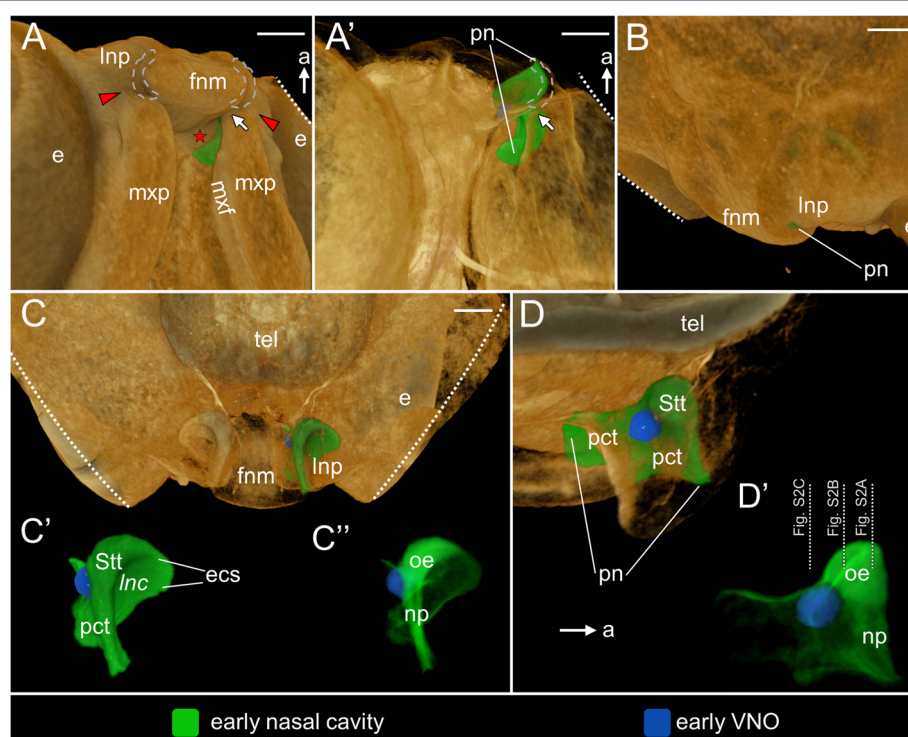 A
lnp
fnm
a
e
e
mxp
mxf
mxp
A'
pn
a
B
fnm
lnp
e
pn
C
tel
e
fnm
lnp
C'
Stt
lnc
ecs
pct
C''
oe
np
D
tel
Stt
pct
pct
pn
a
D'
Fig. S2C
Fig. S2B
Fig. S2A
oe
np
early nasal cavity
early VNO